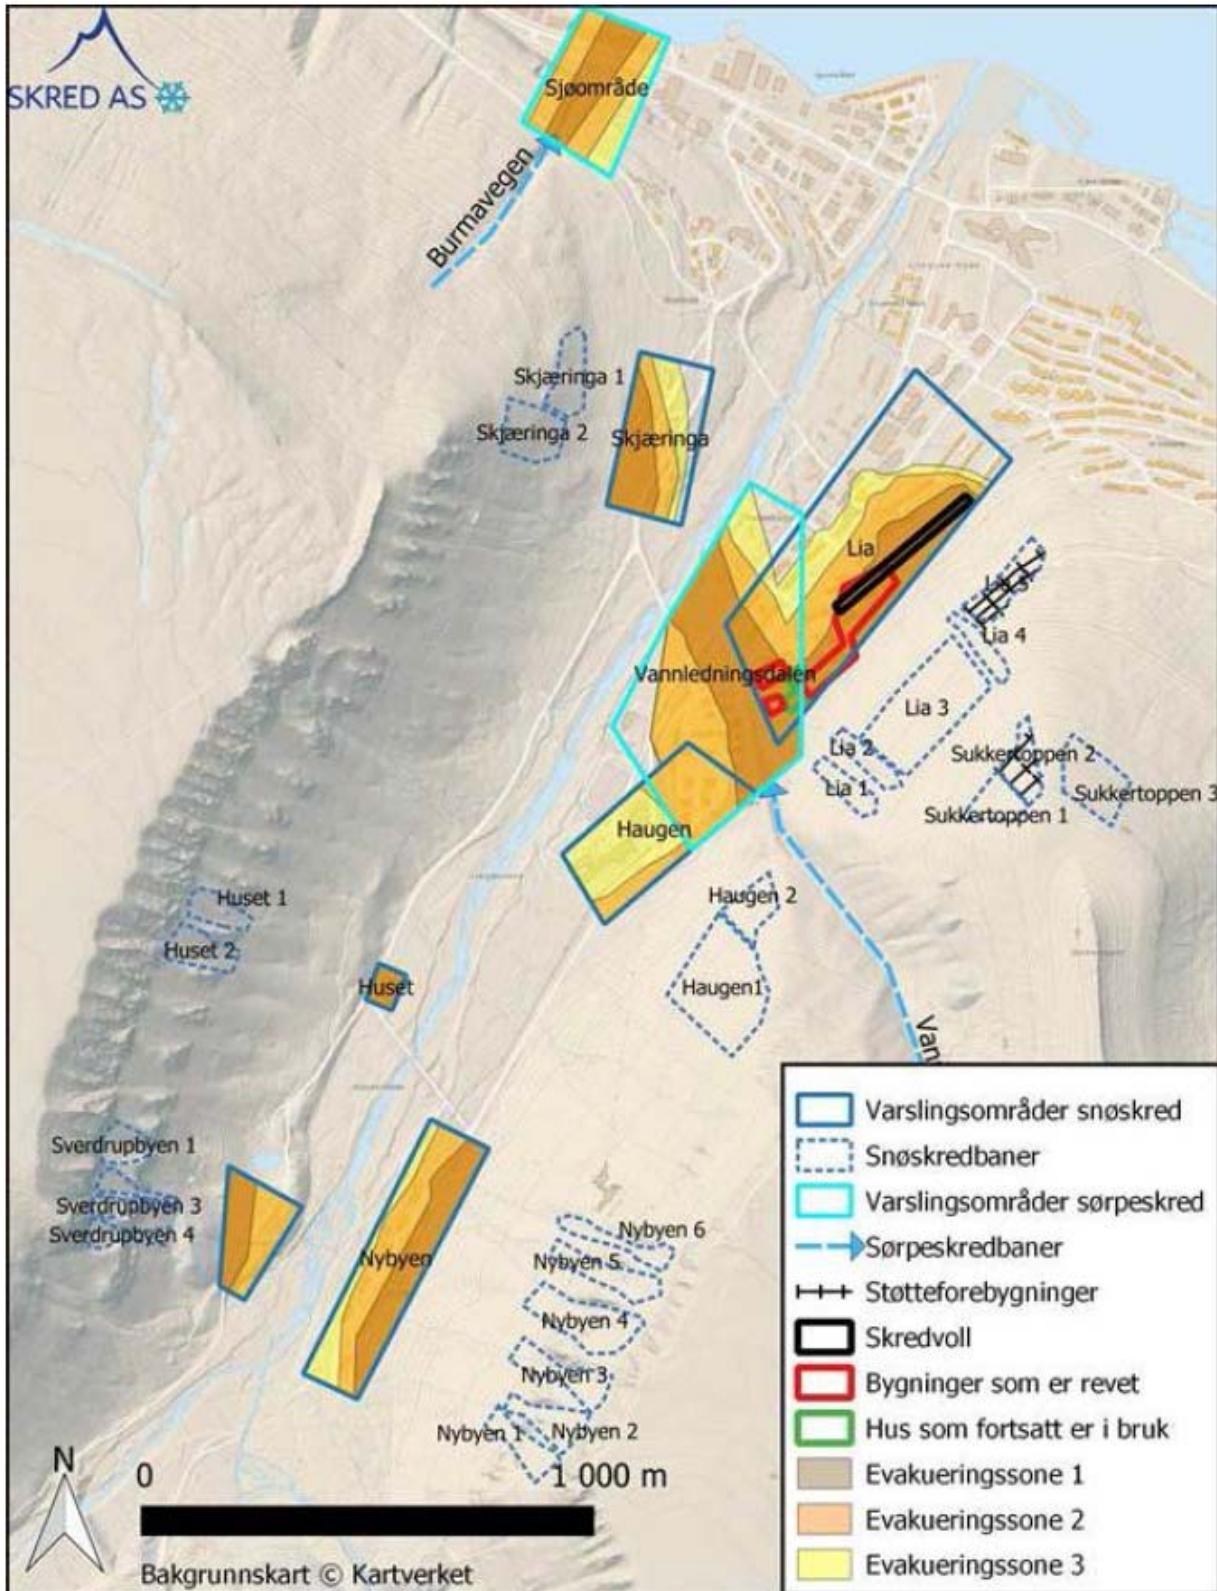 SKRED AS
Sjøområde
Burmavegen
Skjæringa 1
Skjæringa 2
Skjæringa
Lia
Lia 4
Vannledningsdalen
Lia 3
Lia 2
Lia 1
Sukkertoppen 2
Sukkertoppen 3
Sukkertoppen 1
Haugen
Haugen 2
Haugen1
Huset 1
Huset 2
Huset
Sverdrupbyen 1
Sverdrupbyen 3
Sverdrupbyen 4
Nybyen
Nybyen 6
Nybyen 5
Nybyen 4
Nybyen 3
Nybyen 1
Nybyen 2
Varslingsområder snøskred
Snøskredbaner
Varslingsområder sørpeskred
Sørpeskredbaner
Støtteforebygninger
Skredvoll
Bygninger som er revet
Hus som fortsatt er i bruk
Evakueringssone 1
Evakueringssone 2
Evakueringssone 3
N
0
1 000 m
Bakgrunnskart © Kartverket